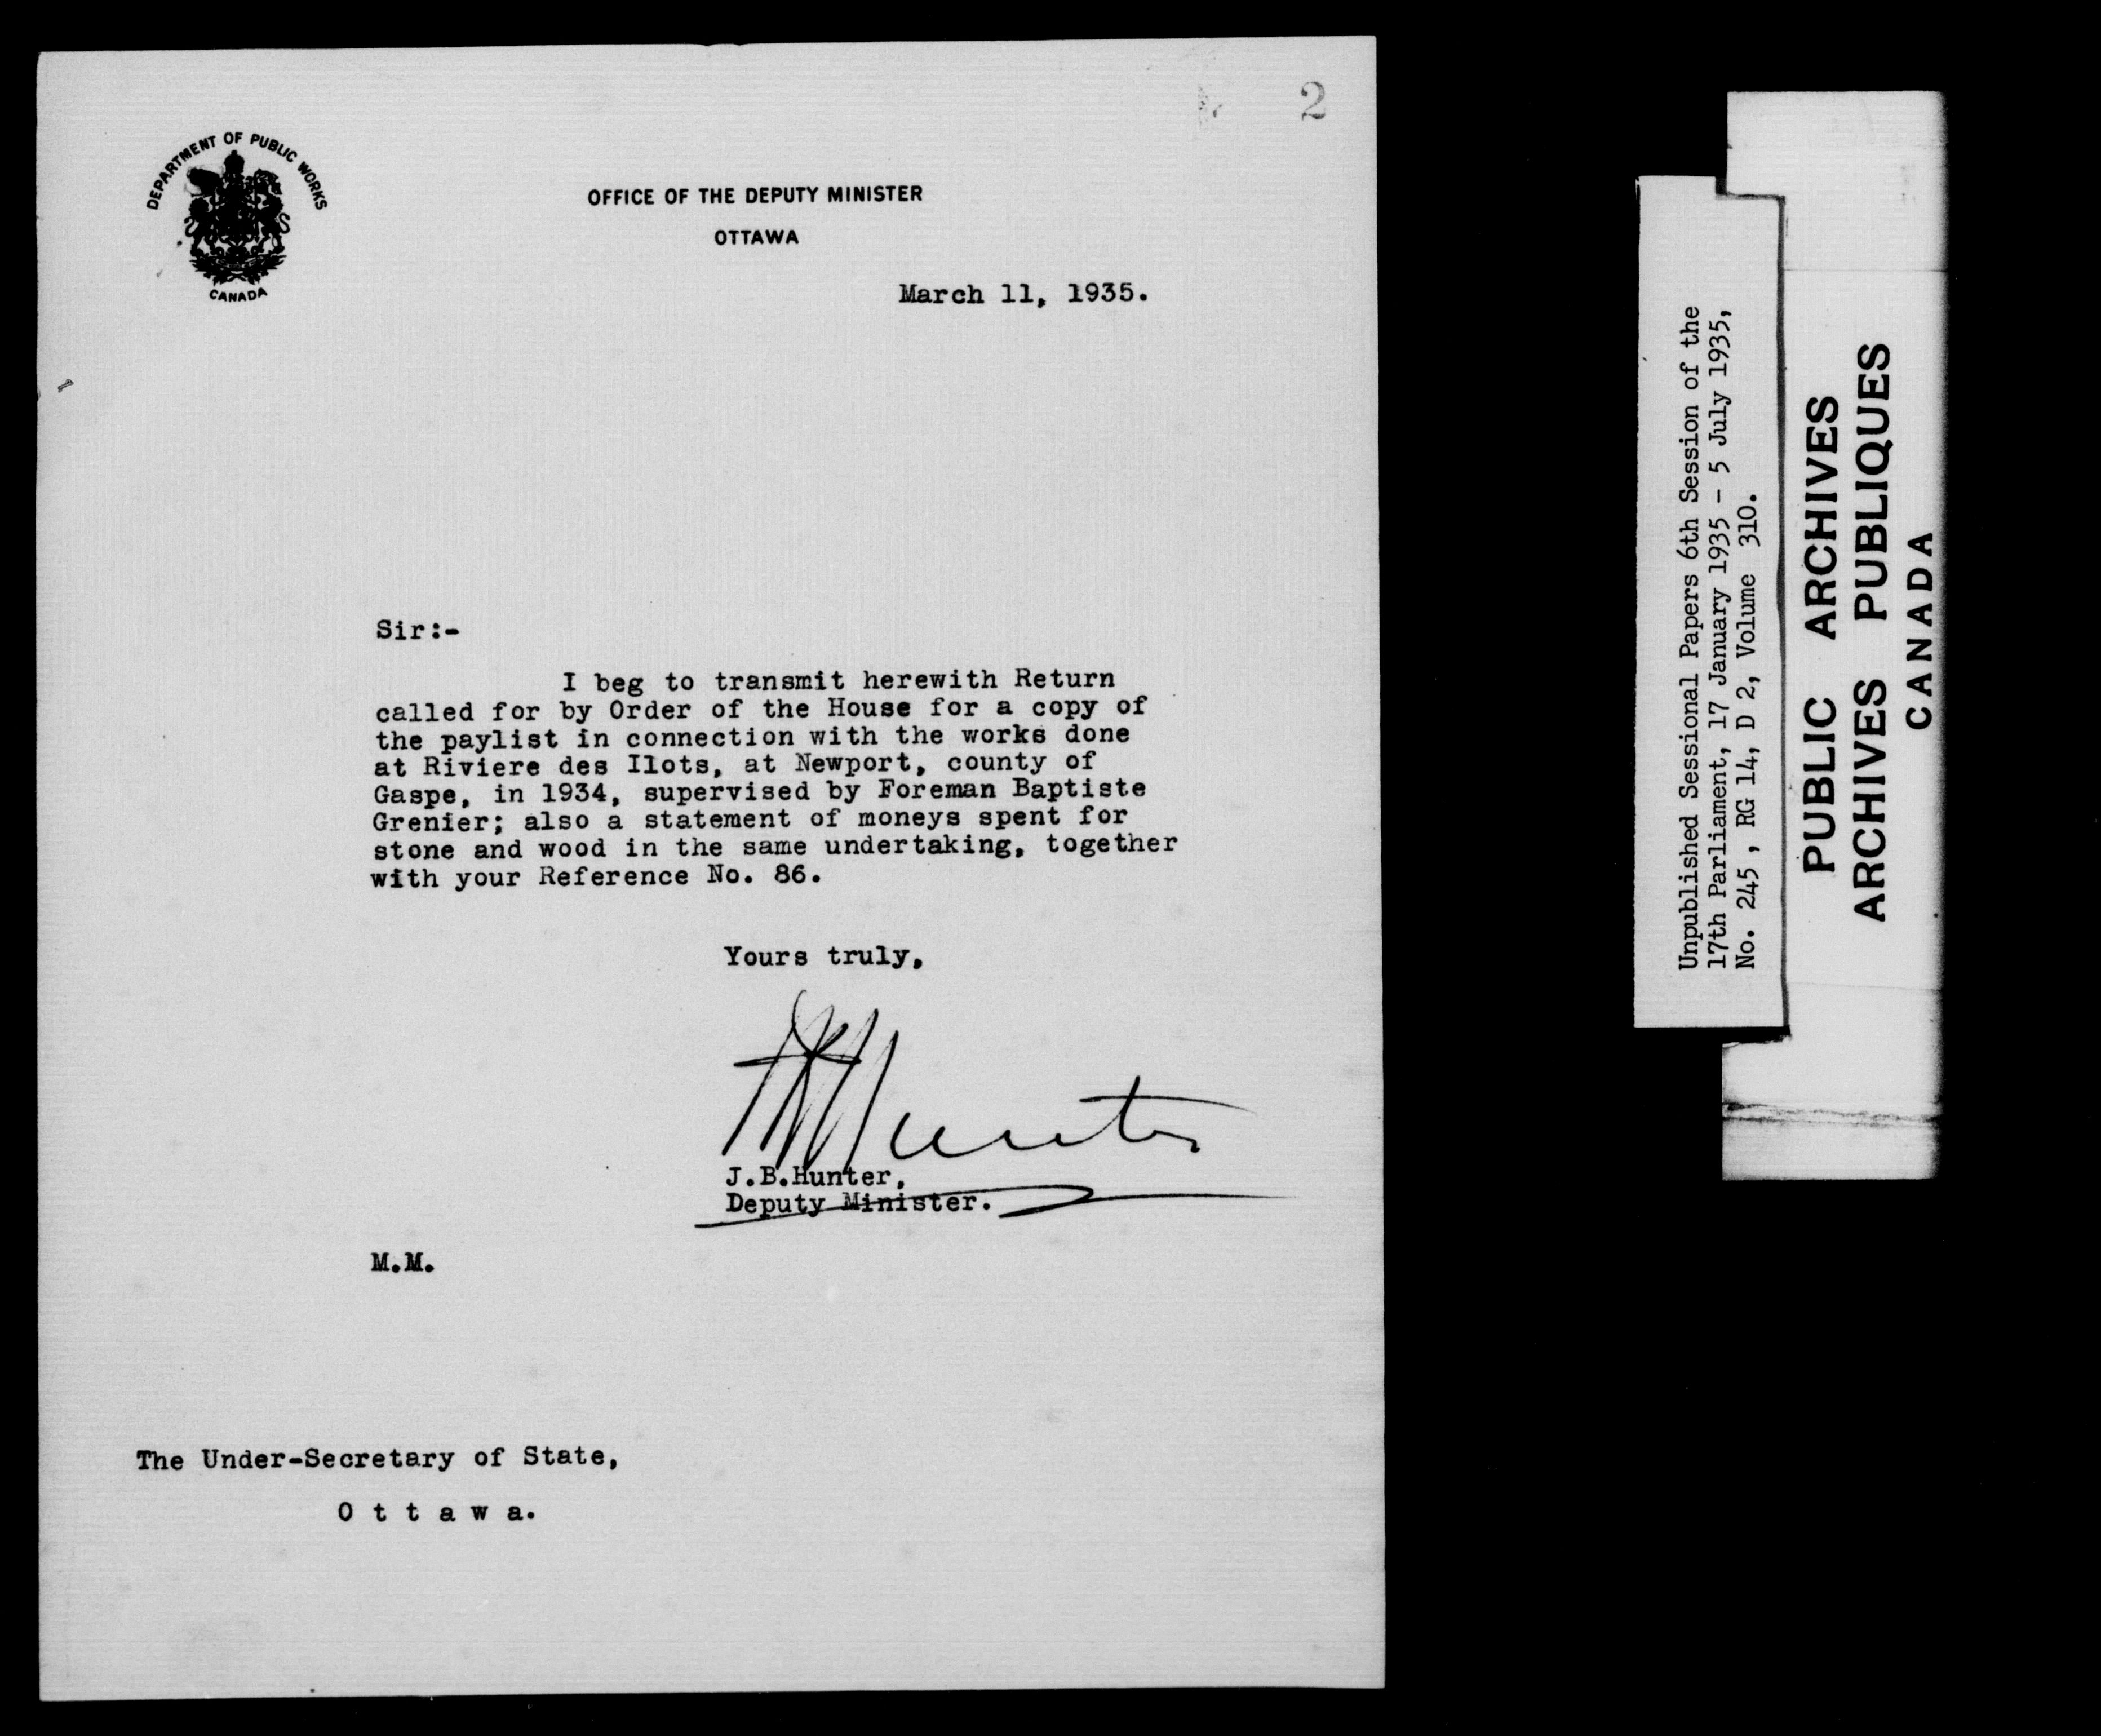 2
DEPARTMENT OF PUBLIC WORKS
CANADA
OFFICE OF THE DEPUTY MINISTER
OTTAWA
March 11, 1935.
Sir:-
I beg to transmit herewith Return
called for by Order of the House for a copy of
the paylist in connection with the works done
at Riviere des Ilots, at Newport, county of
Gaspe, in 1934, supervised by Foreman Baptiste
Grenier; also a statement of moneys spent for
stone and wood in the same undertaking, together
with your Reference No. 86.
Yours truly,
J.B.Hunter,
Deputy Minister.
M.M.
The Under-Secretary of State,
O t t a w a.
Unpublished Sessional Papers 6th Session of the
17th Parliament, 17 January 1935 - 5 July 1935,
No. 245 , RG 14, D 2, Volume 310.
PUBLIC ARCHIVES
ARCHIVES PUBLIQUES
CANADA